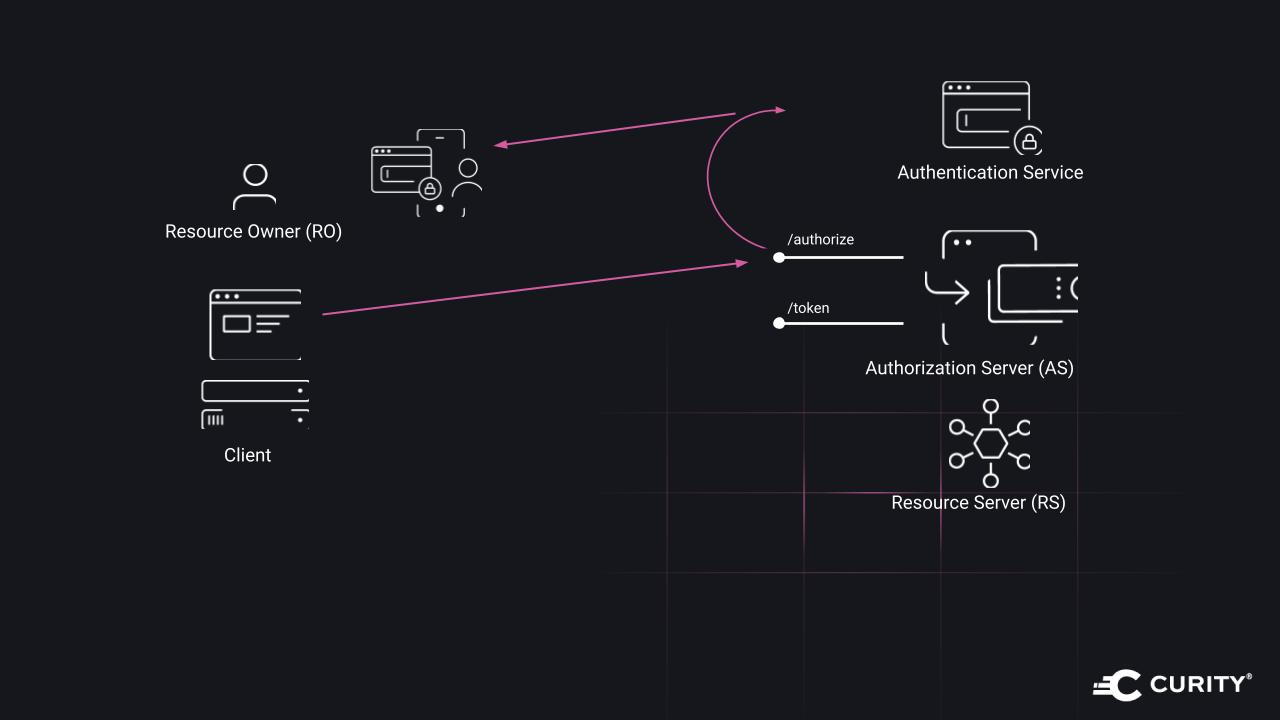 Authentication Service
Resource Owner (RO)
/authorize
/token
Authorization Server (AS)
Client
Resource Server (RS)
CURITY®